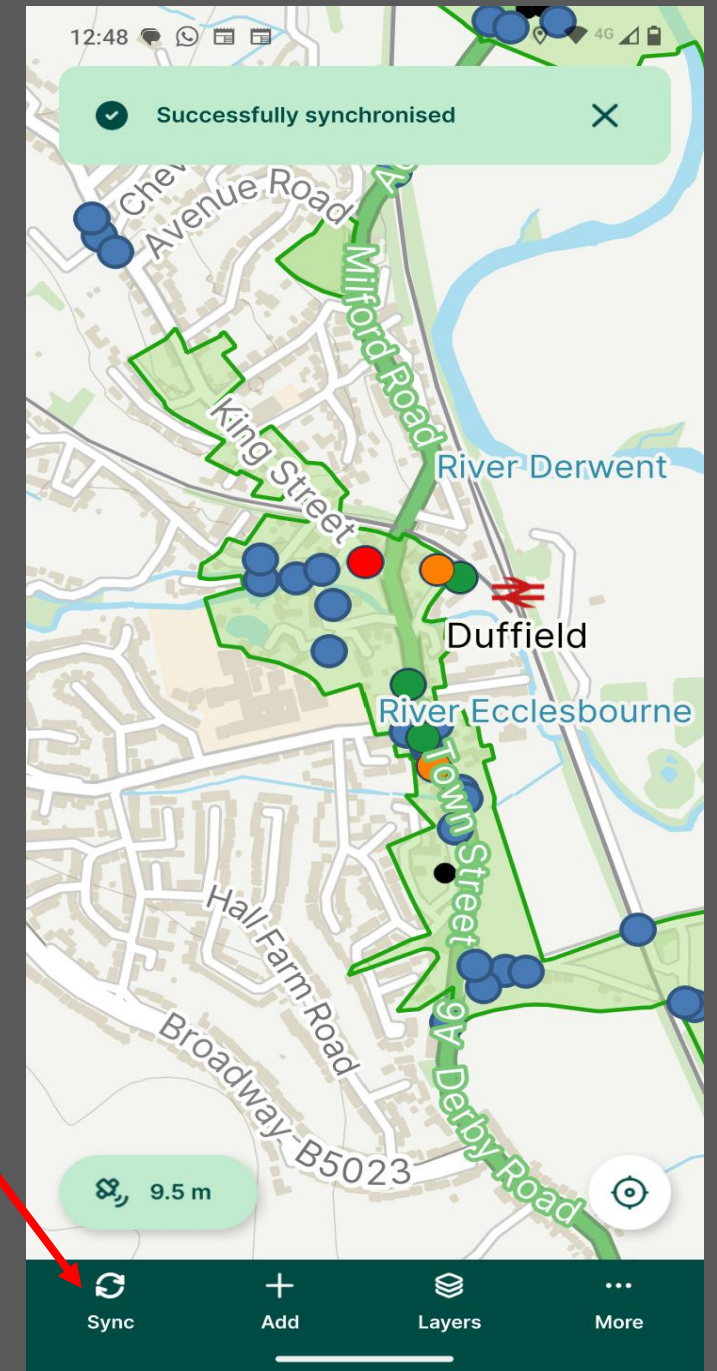 12:48
4G
Successfully synchronised
Avenue Road
Milford Road
King Street
River Derwent
Duffield
River Ecclesbourne
Town Street
Hall Farm Road
A6 Derby Road
Broadway B5023
9.5 m
Sync Add Layers More